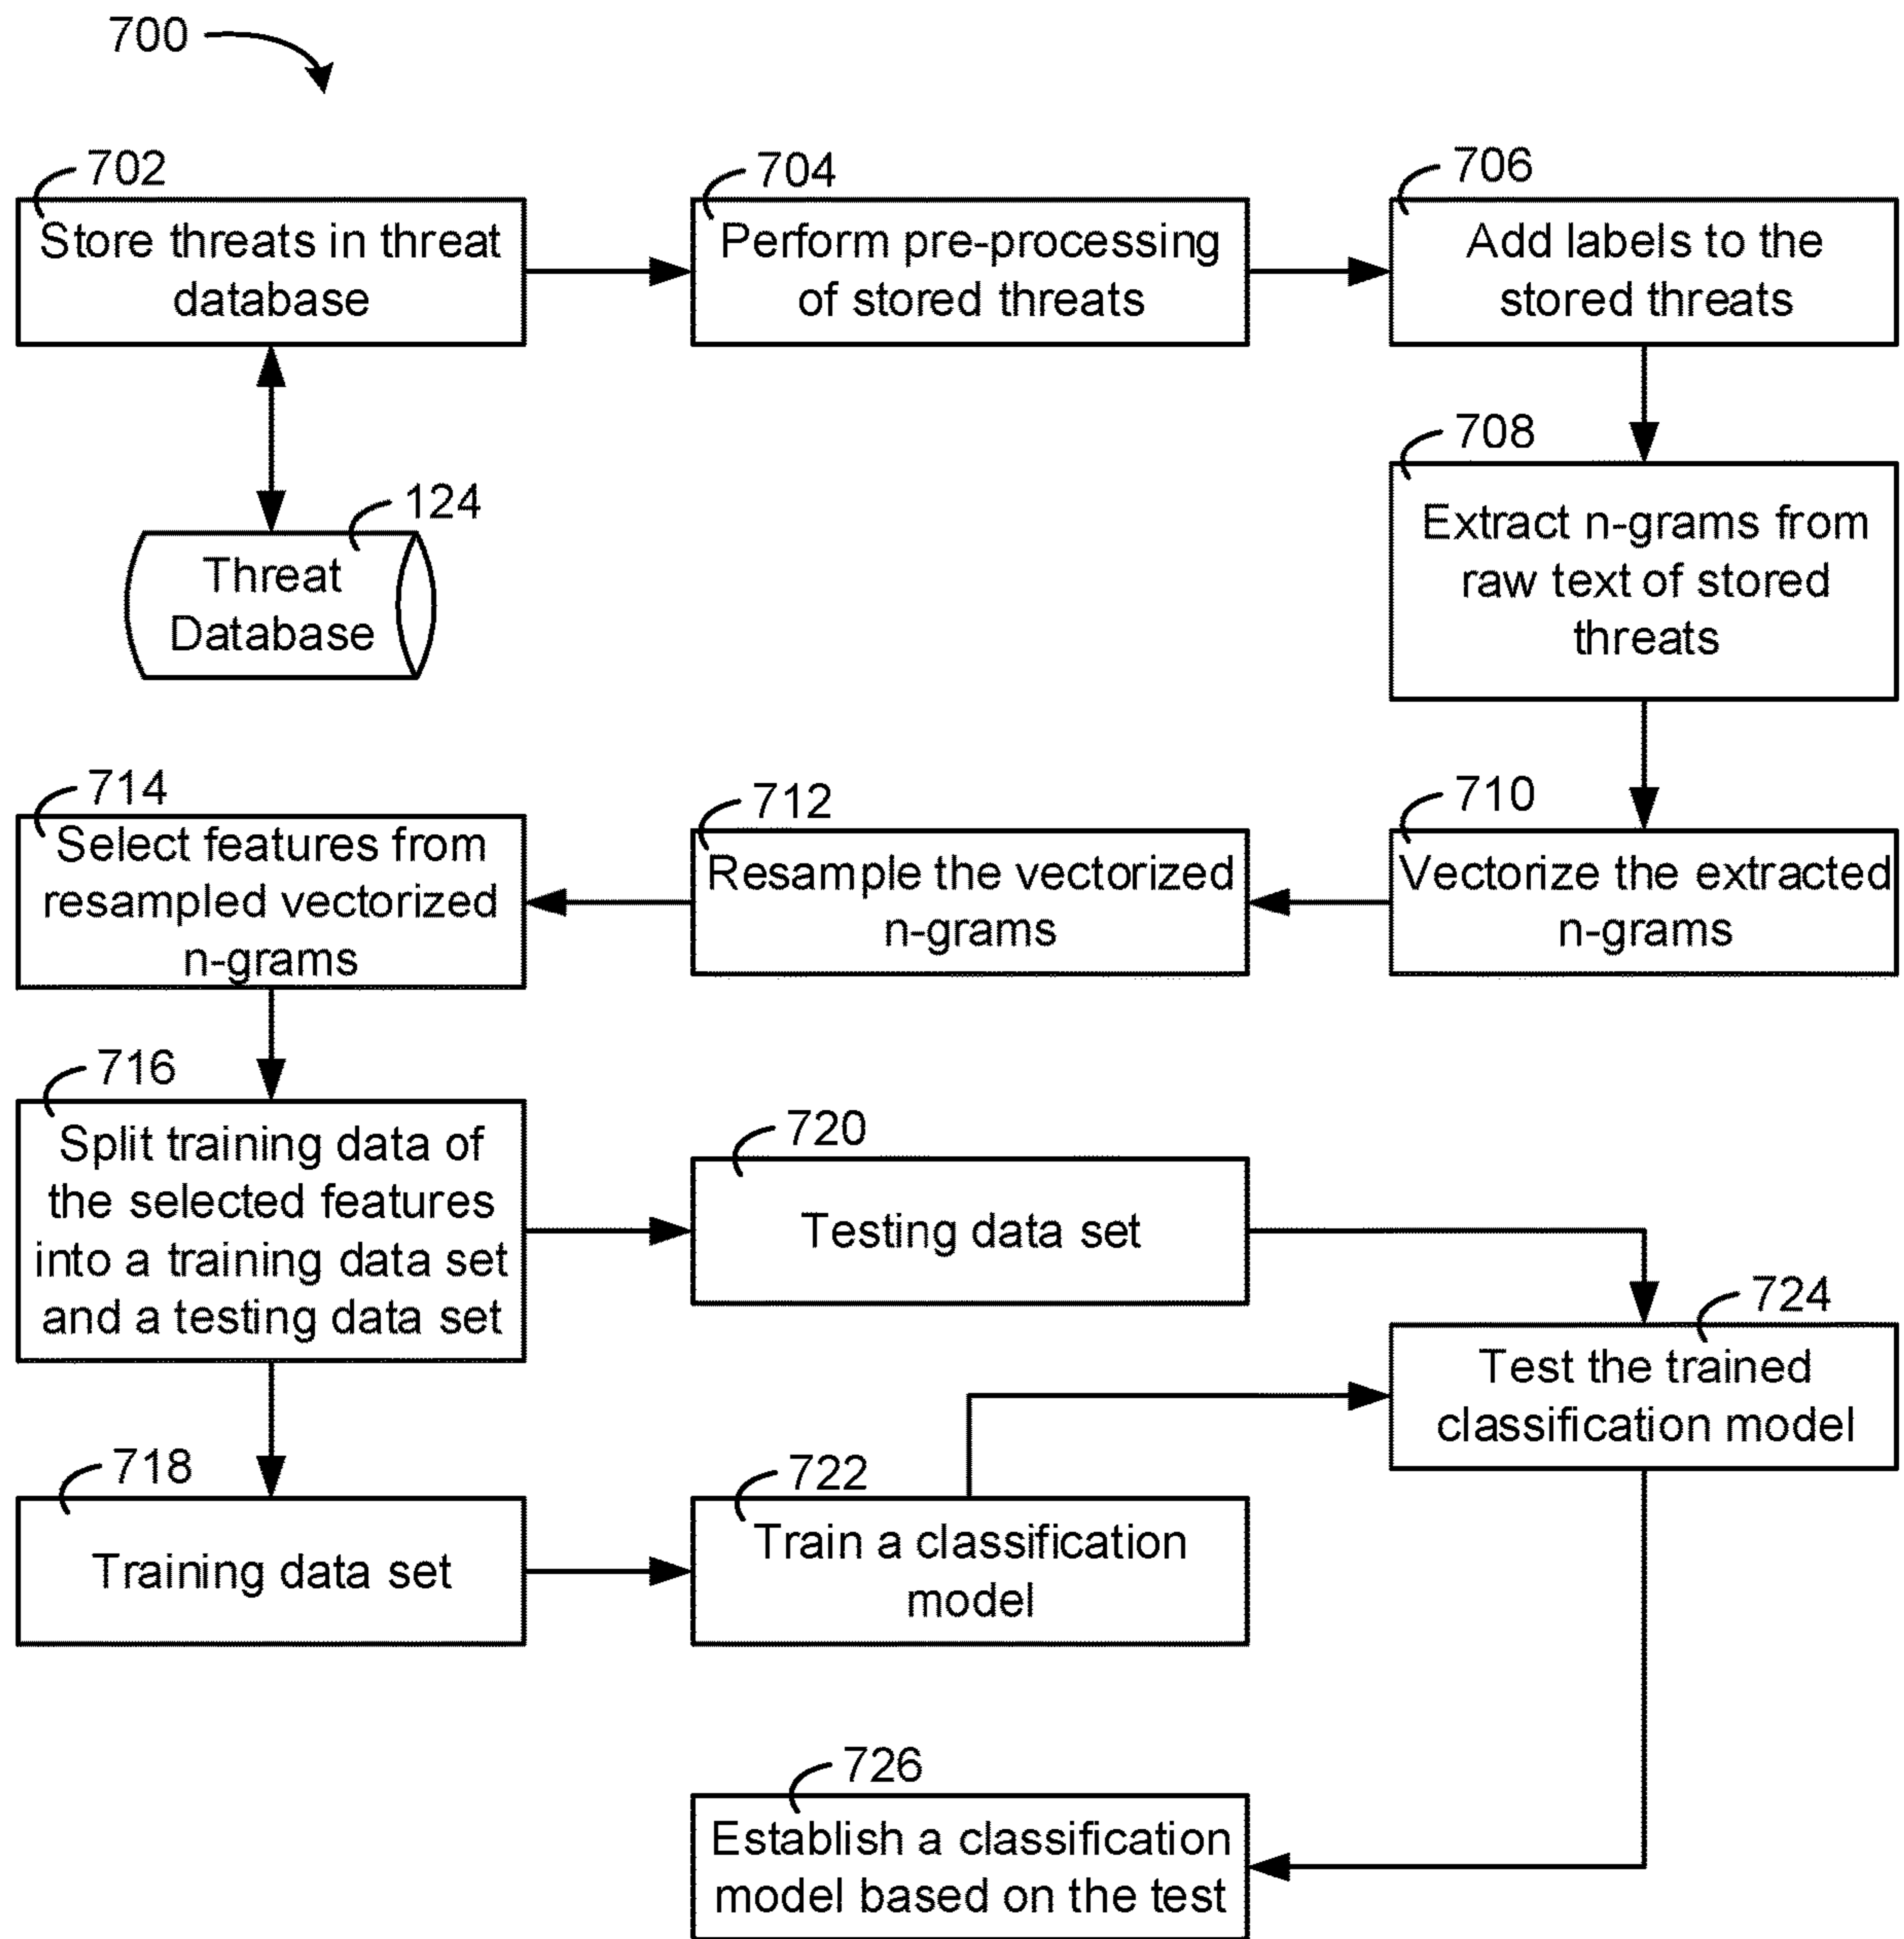 700
702
Store threats in threat
database
704
Perform pre-processing
of stored threats
706
Add labels to the
stored threats
124
Threat
Database
708
Extract n-grams from
raw text of stored
threats
714
Select features from
resampled vectorized
n-grams
712
Resample the vectorized
n-grams
710
Vectorize the extracted
n-grams
716
Split training data of
the selected features
into a training data set
and a testing data set
720
Testing data set
724
Test the trained
classification model
718
Training data set
722
Train a classification
model
726
Establish a classification
model based on the test